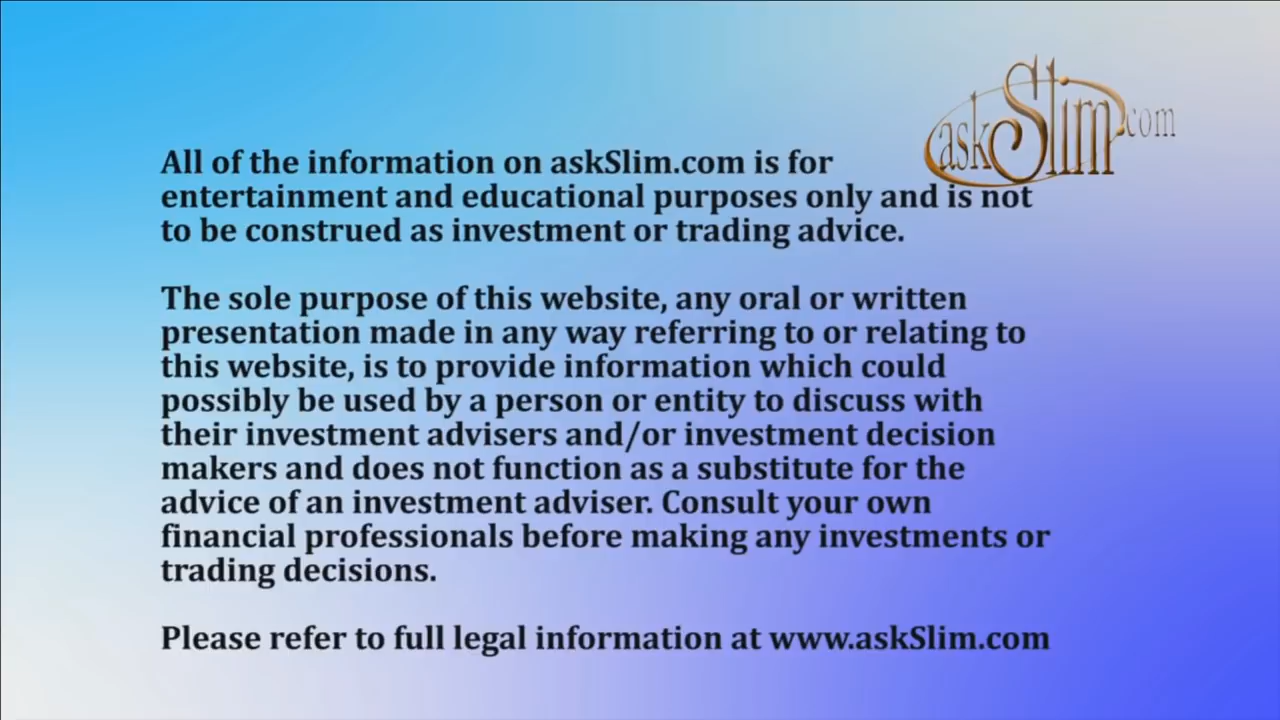 askSlim.com
All of the information on askSlim.com is for
entertainment and educational purposes only and is not
to be construed as investment or trading advice.
The sole purpose of this website, any oral or written
presentation made in any way referring to or relating to
this website, is to provide information which could
possibly be used by a person or entity to discuss with
their investment advisers and/or investment decision
makers and does not function as a substitute for the
advice of an investment adviser. Consult your own
financial professionals before making any investments or
trading decisions.
Please refer to full legal information at www.askSlim.com